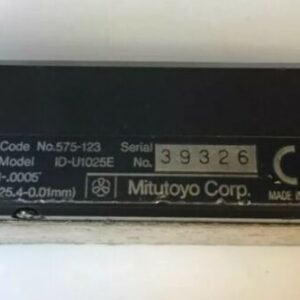 Code No.575-123 Serial
Model ID-U1025E No. 39326
1-.0005"
25.4-0.01mm) Mitutoyo Corp. MADE IN